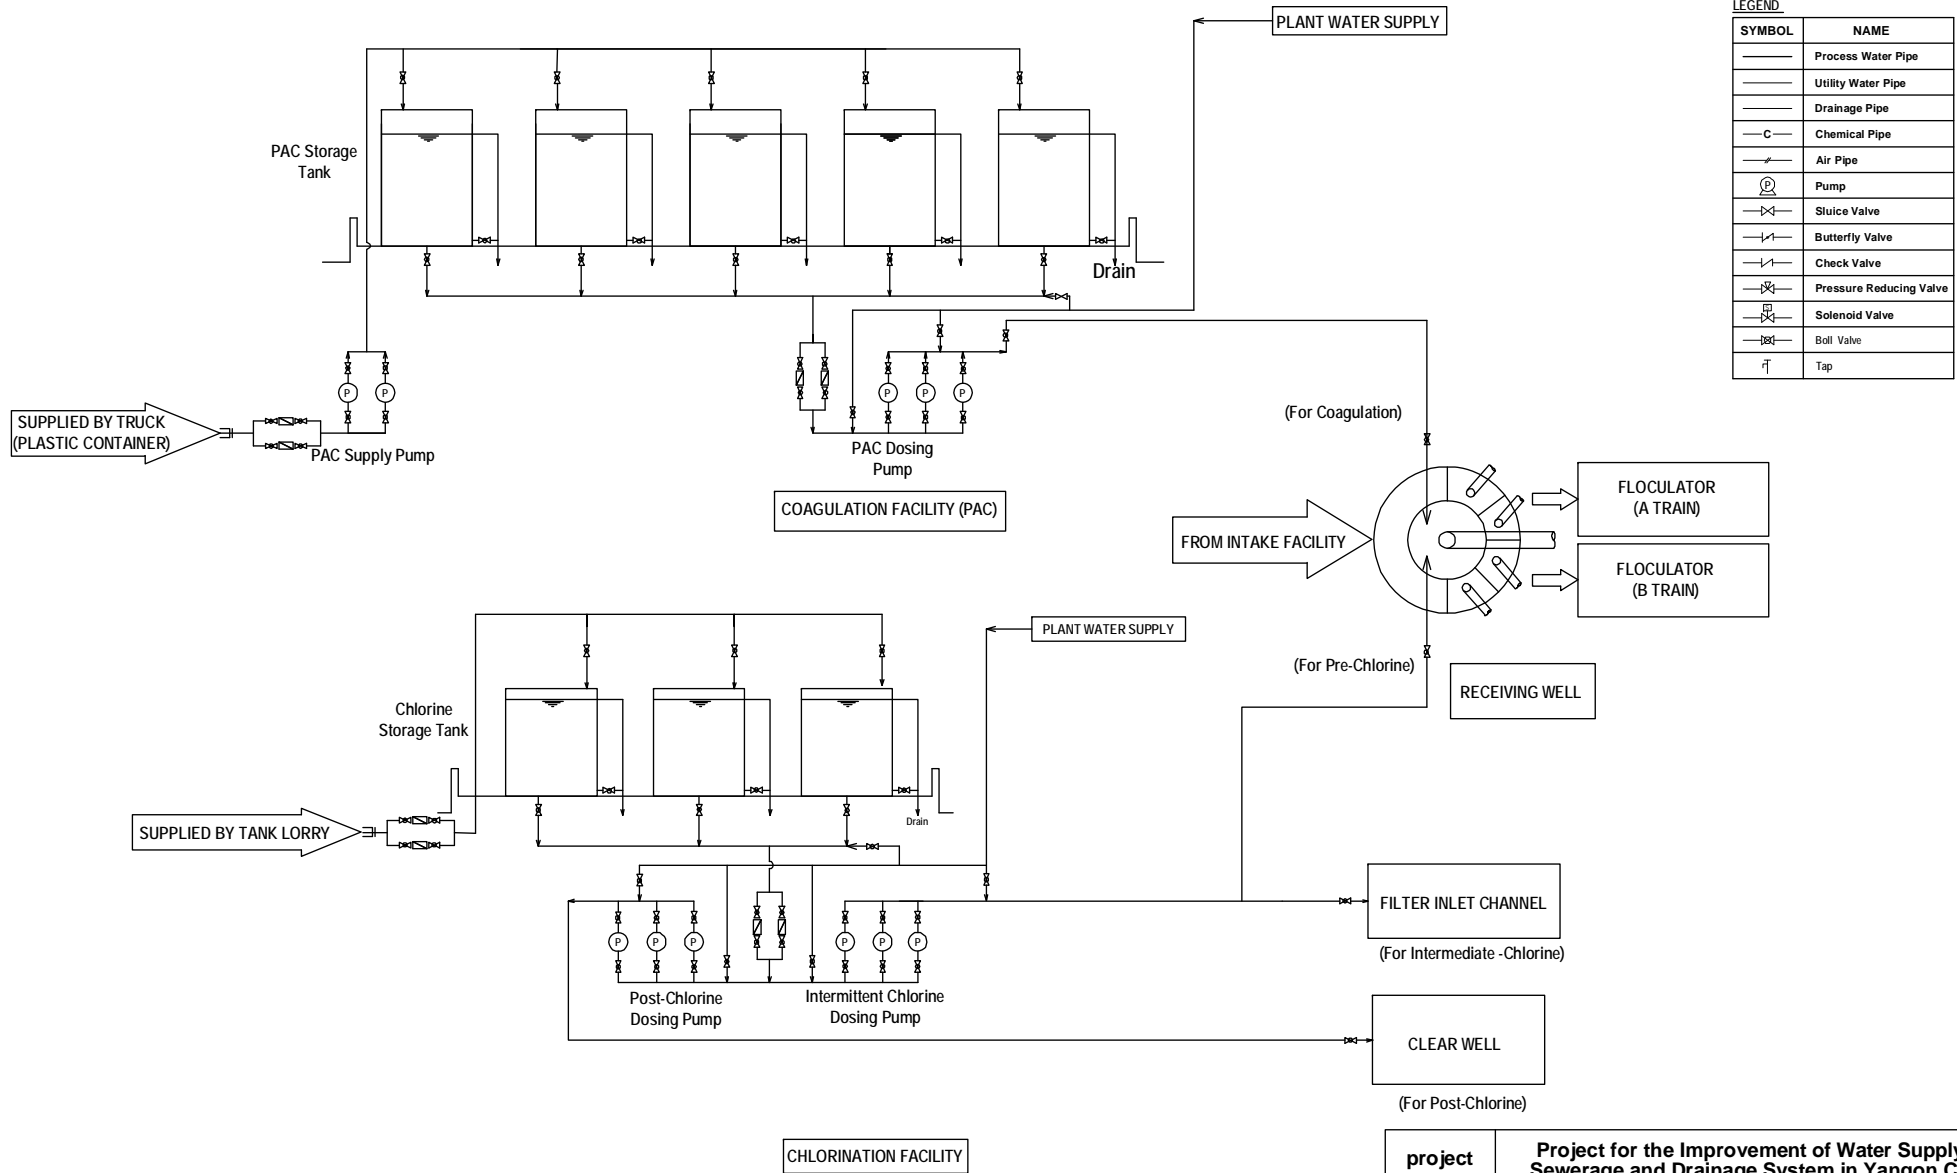 PLANT WATER SUPPLY
LEGEND
SYMBOL NAME
Process Water Pipe
Utility Water Pipe
Drainage Pipe
C Chemical Pipe
Air Pipe
P Pump
Sluice Valve
Butterfly Valve
Check Valve
Pressure Reducing Valve
S Solenoid Valve
Boll Valve
Tap
PAC Storage
Tank
Drain
P P
P P P
SUPPLIED BY TRUCK
(PLASTIC CONTAINER)
PAC Supply Pump
PAC Dosing
Pump
COAGULATION FACILITY (PAC)
(For Coagulation)
FROM INTAKE FACILITY
FLOCULATOR
(A TRAIN)
FLOCULATOR
(B TRAIN)
PLANT WATER SUPPLY
(For Pre-Chlorine)
RECEIVING WELL
Chlorine
Storage Tank
Drain
SUPPLIED BY TANK LORRY
P P P
P P P
Post-Chlorine
Dosing Pump
Intermittent Chlorine
Dosing Pump
FILTER INLET CHANNEL
(For Intermediate -Chlorine)
CLEAR WELL
(For Post-Chlorine)
CHLORINATION FACILITY
project
Project for the Improvement of Water Supply
Sewerage and Drainage System in Yangon C